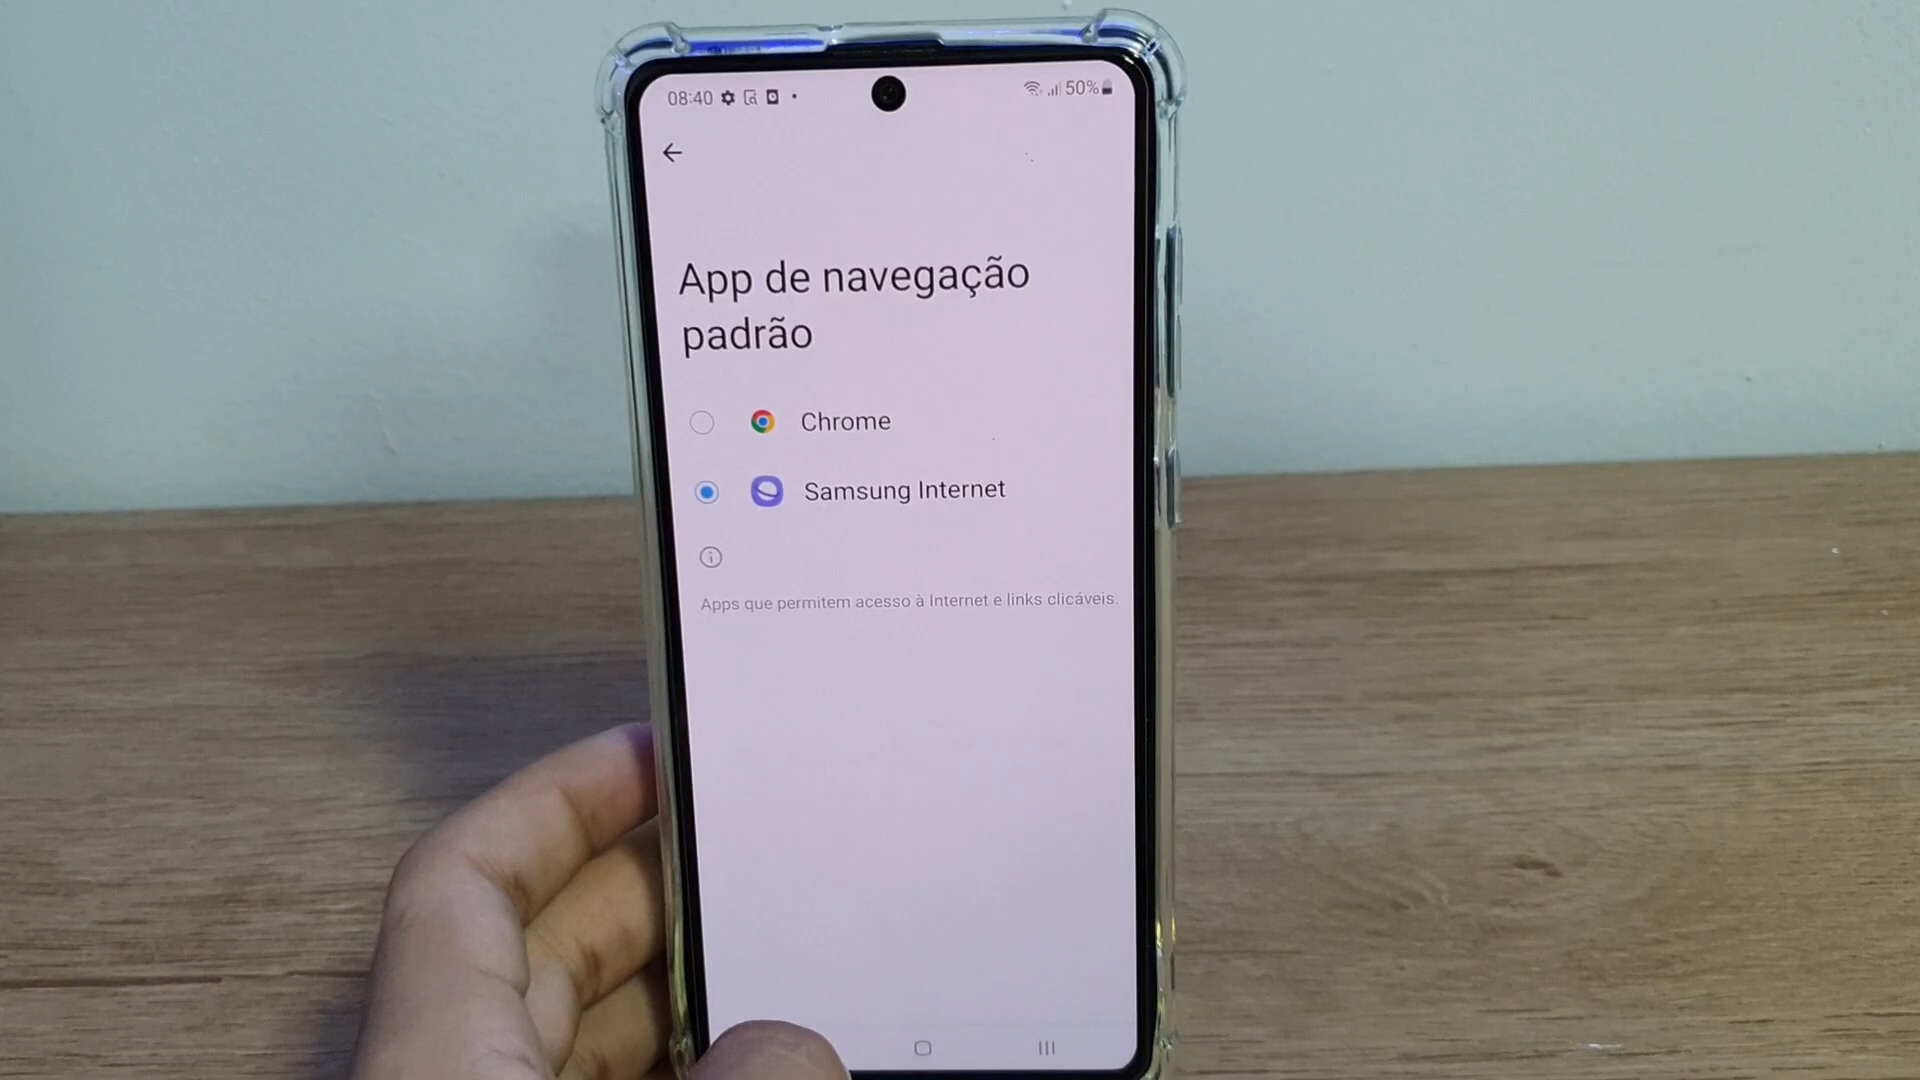 08:40 50%
App de navegação
padrão
Chrome
Samsung Internet
Apps que permitem acesso à Internet e links clicáveis.